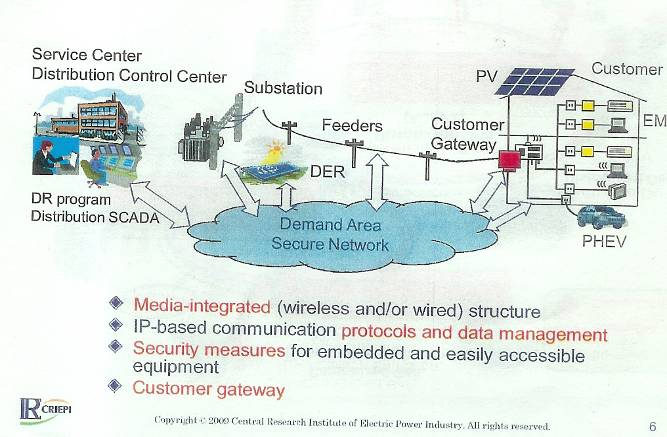 Service Center
Distribution Control Center
Substation
Feeders
PV
Customer
Customer
Gateway
EM
DER
PHEV
DR program
Distribution SCADA
Demand Area
Secure Network
Media-integrated (wireless and/or wired) structure
IP-based communication protocols and data management
Security measures for embedded and easily accessible
equipment
Customer gateway
R CRIEPI
Copyright © 2009 Central Research Institute of Electric Power Industry. All rights reserved.
6